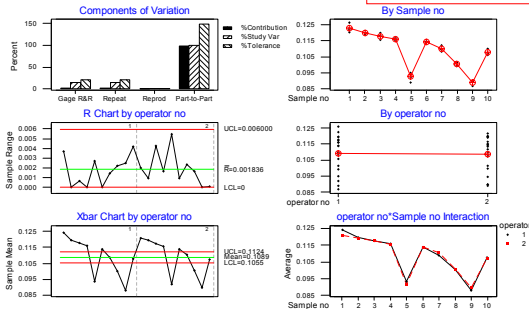 Components of Variation
%Contribution
%Study Var
%Tolerance
150
100
50
0
Percent
Gage R&R Repeat Reprod Part-to-Part
By Sample no
0.125
0.115
0.105
0.095
0.085
Sample no 1 2 3 4 5 6 7 8 9 10
R Chart by operator no
0.006
0.005
0.004
0.003
0.002
0.001
0.000
Sample Range
1 2
UCL=0.006000
R=0.001836
LCL=0
By operator no
0.125
0.115
0.105
0.095
0.085
operator no 1 2
Xbar Chart by operator no
0.125
0.115
0.105
0.095
0.085
Sample Mean
1 2
UCL=0.1124
Mean=0.1089
LCL=0.1055
operator no*Sample no Interaction
operator
1
2
0.125
0.115
0.105
0.095
0.085
Average
Sample no 1 2 3 4 5 6 7 8 9 10